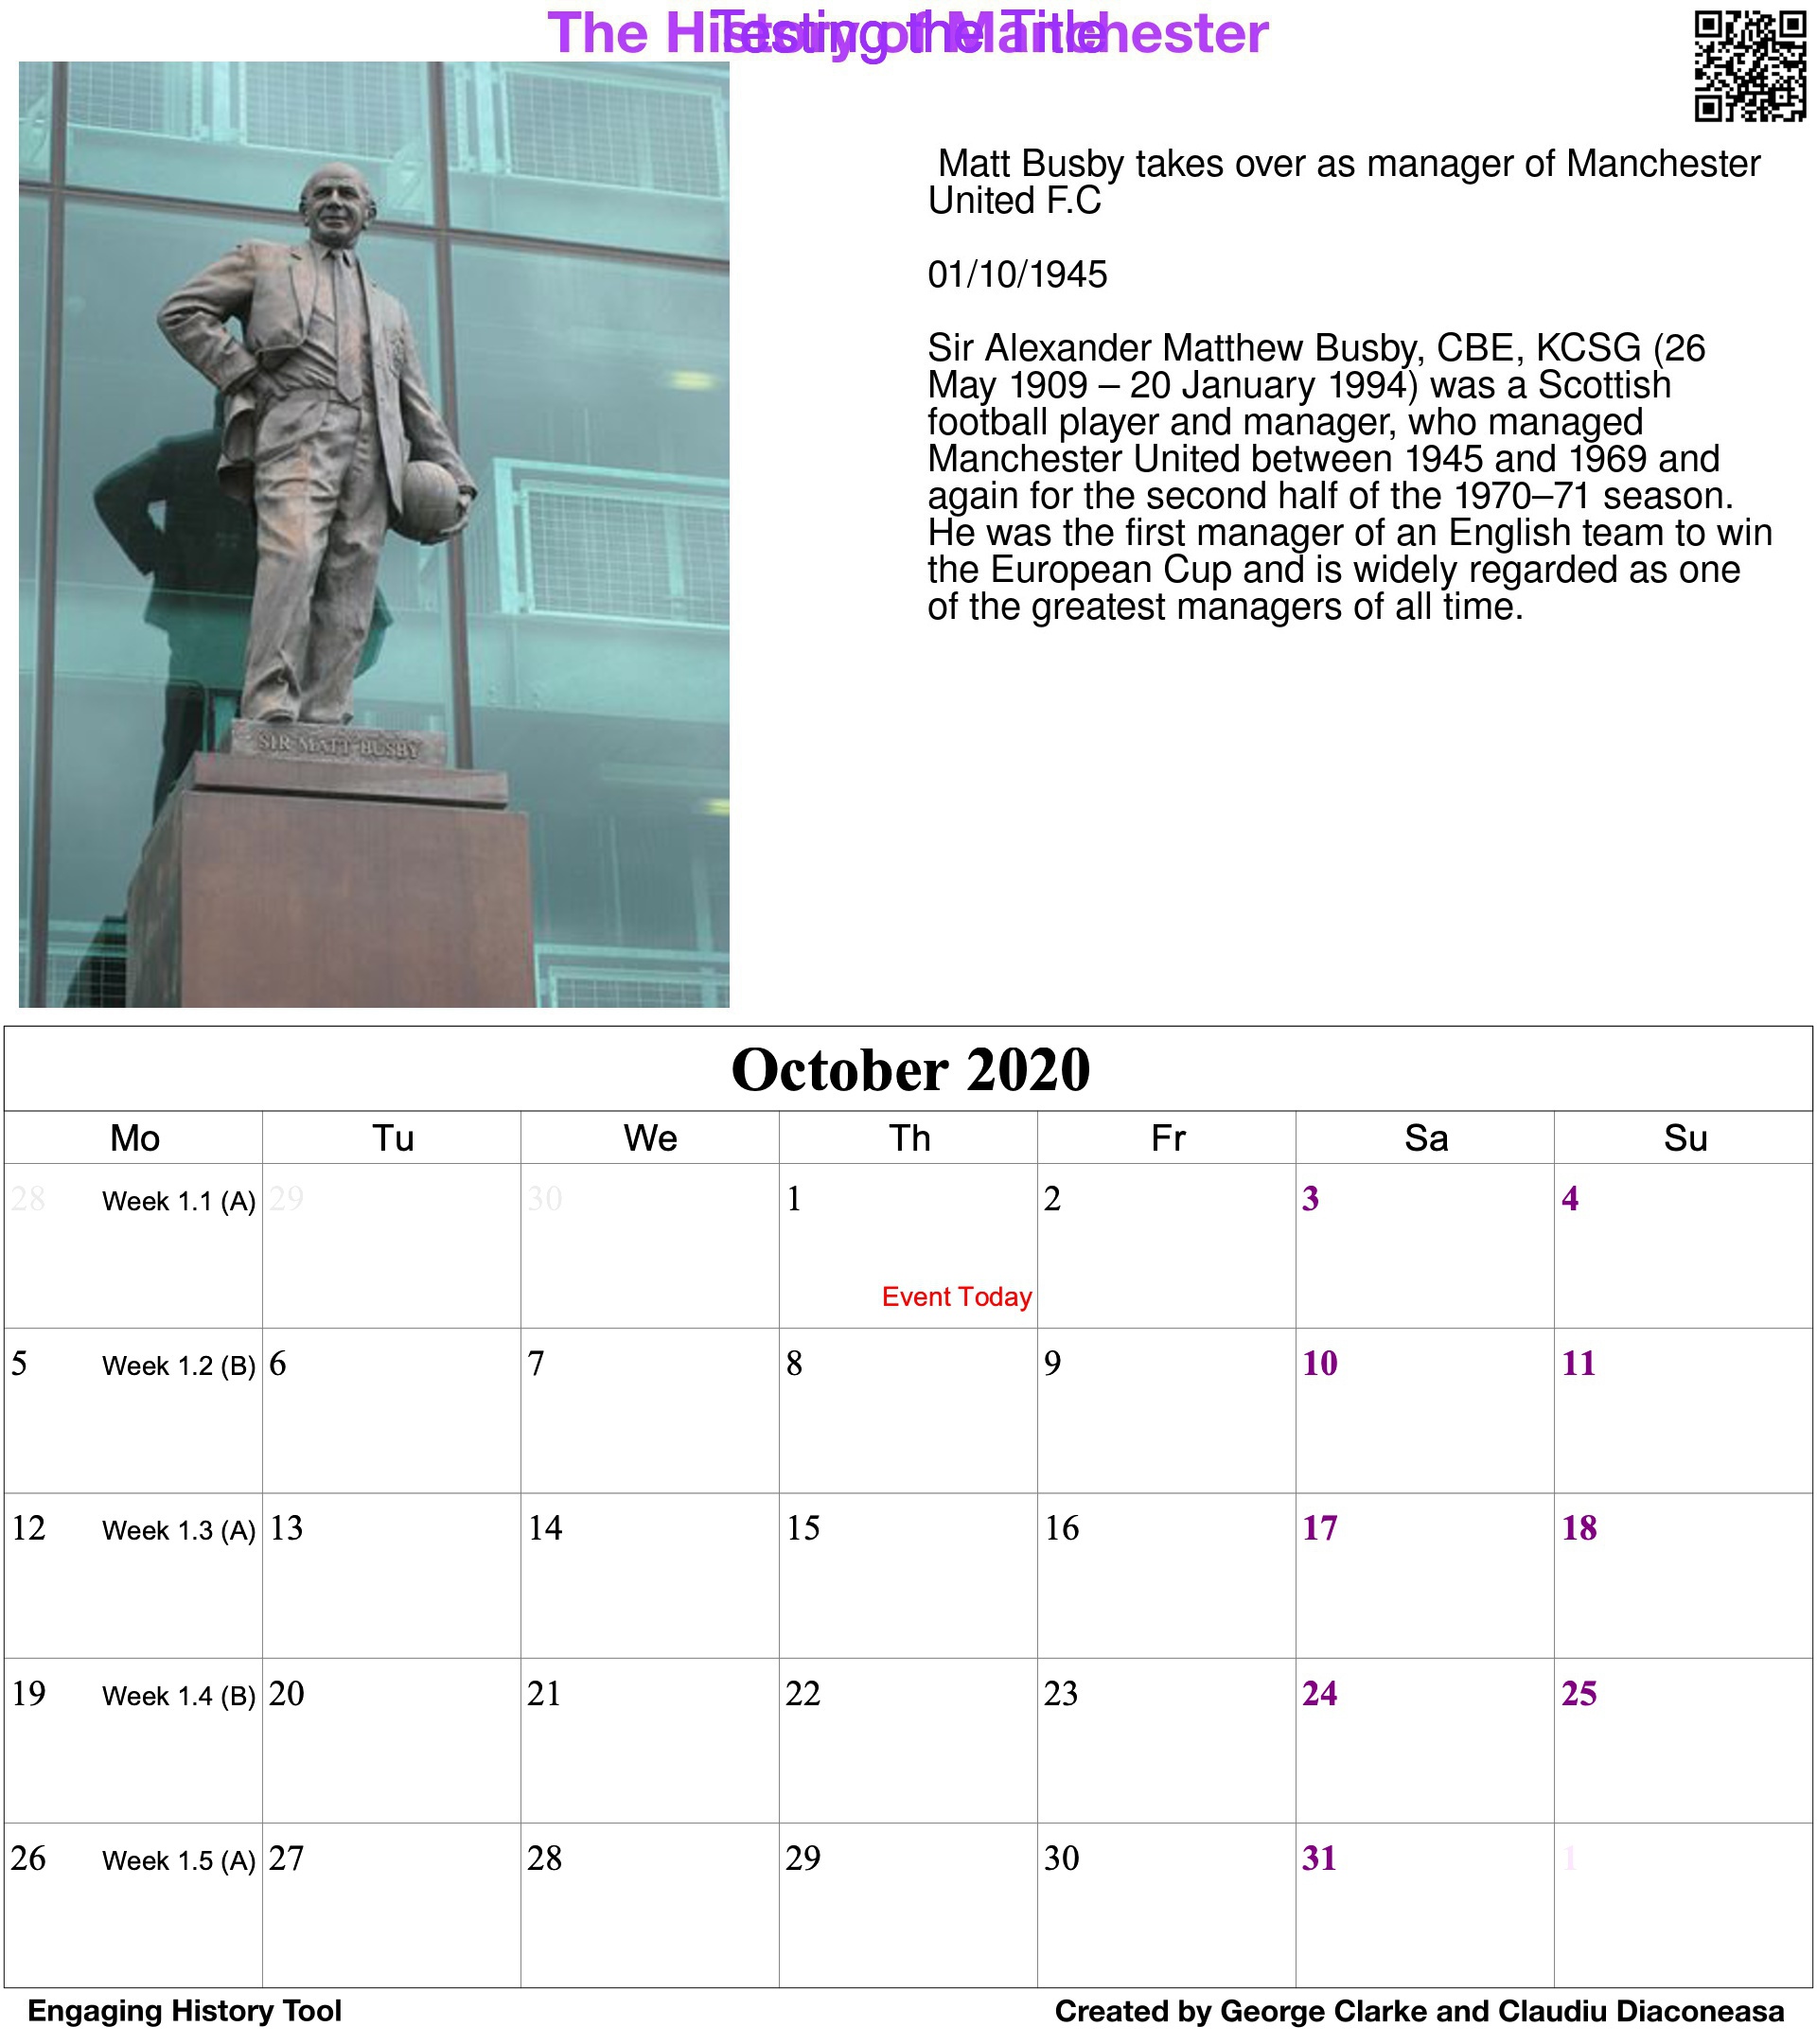 The History of Manchester
Testing the Title
Matt Busby takes over as manager of Manchester
United F.C
01/10/1945
Sir Alexander Matthew Busby, CBE, KCSG (26
May 1909 – 20 January 1994) was a Scottish
football player and manager, who managed
Manchester United between 1945 and 1969 and
again for the second half of the 1970–71 season.
He was the first manager of an English team to win
the European Cup and is widely regarded as one
of the greatest managers of all time.
SIR MATT BUSBY
October 2020
Mo Tu We Th Fr Sa Su
28 Week 1.1 (A) 29 30 1 2 3 4
Event Today
5 Week 1.2 (B) 6 7 8 9 10 11
12 Week 1.3 (A) 13 14 15 16 17 18
19 Week 1.4 (B) 20 21 22 23 24 25
26 Week 1.5 (A) 27 28 29 30 31 1
Engaging History Tool Created by George Clarke and Claudiu Diaconeasa